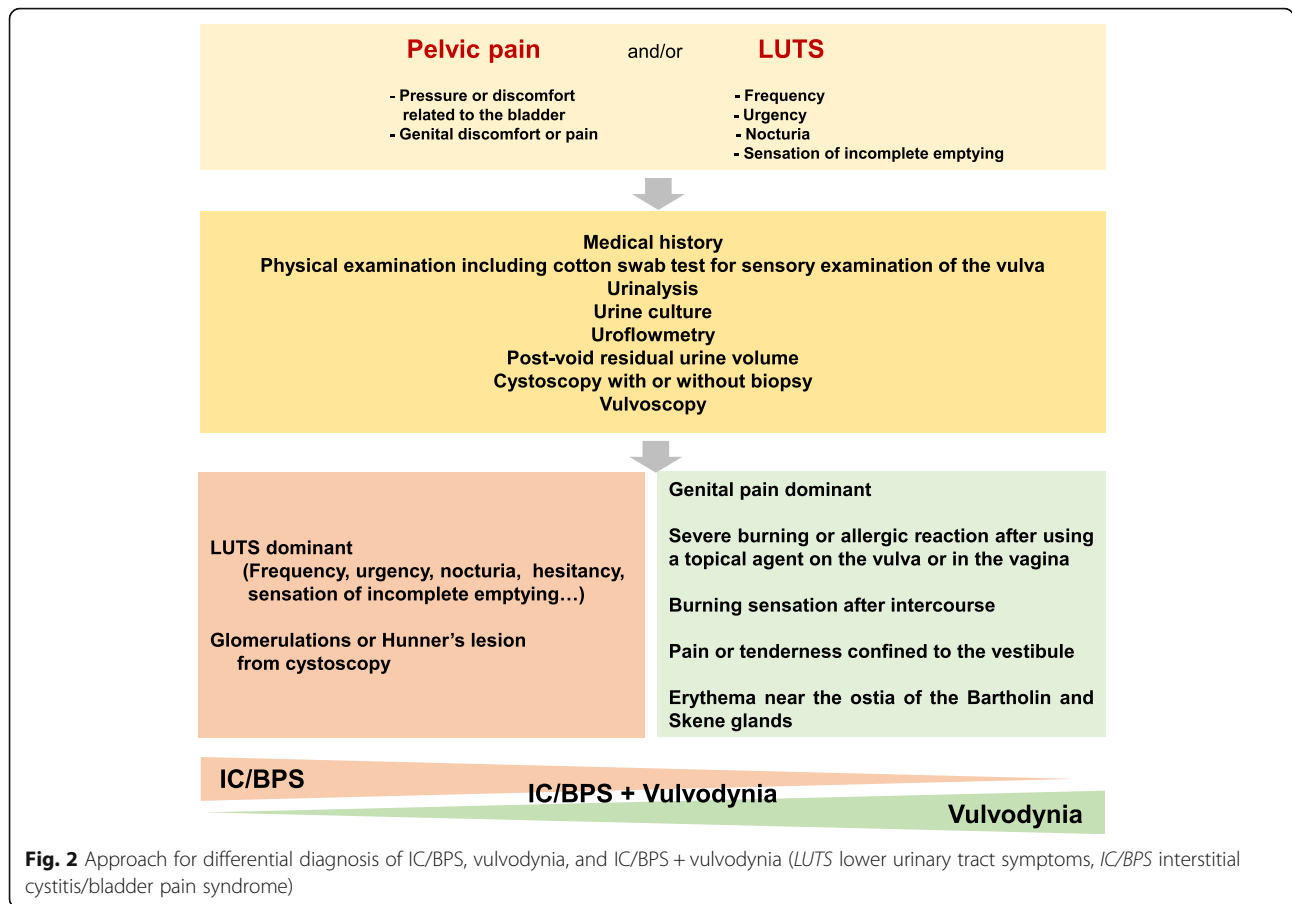 Pelvic pain and/or LUTS
- Pressure or discomfort
related to the bladder
- Genital discomfort or pain
- Frequency
- Urgency
- Nocturia
- Sensation of incomplete emptying
Medical history
Physical examination including cotton swab test for sensory examination of the vulva
Urinalysis
Urine culture
Uroflowmetry
Post-void residual urine volume
Cystoscopy with or without biopsy
Vulvoscopy
LUTS dominant
(Frequency, urgency, nocturia, hesitancy,
sensation of incomplete emptying…)
Glomerulations or Hunner's lesion
from cystoscopy
Genital pain dominant
Severe burning or allergic reaction after using
a topical agent on the vulva or in the vagina
Burning sensation after intercourse
Pain or tenderness confined to the vestibule
Erythema near the ostia of the Bartholin and
Skene glands
IC/BPS
IC/BPS + Vulvodynia
Vulvodynia
Fig. 2 Approach for differential diagnosis of IC/BPS, vulvodynia, and IC/BPS + vulvodynia (LUTS lower urinary tract symptoms, IC/BPS interstitial
cystitis/bladder pain syndrome)